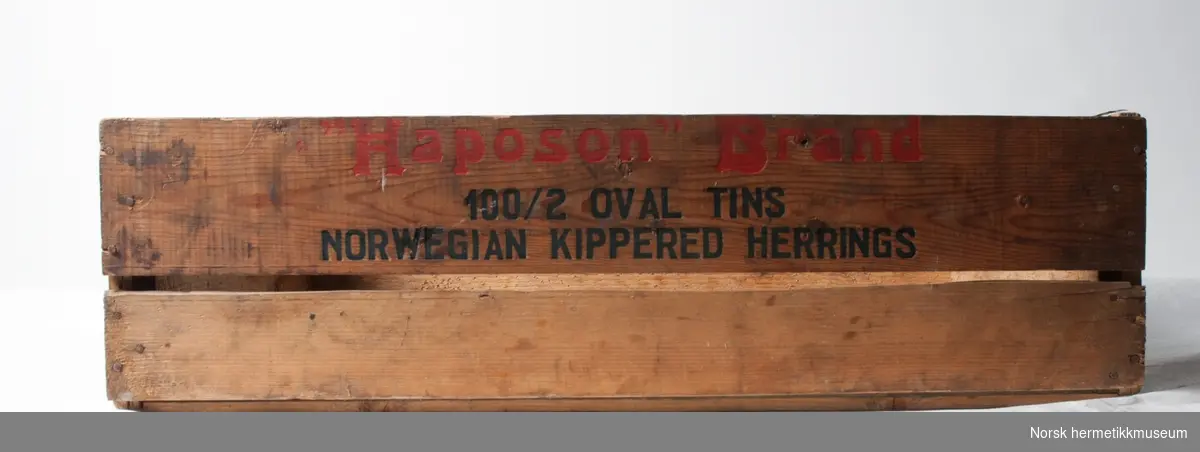 "Haposon" Brand
100/2 OVAL TINS
NORWEGIAN KIPPERED HERRINGS
Norsk hermetikkmuseum